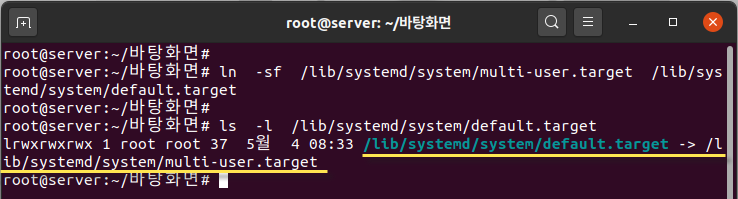 root@server: ~/바탕화면
root@server:~/바탕화면#
root@server:~/바탕화면# ln  -sf  /lib/systemd/system/multi-user.target  /lib/sys
temd/system/default.target
root@server:~/바탕화면#
root@server:~/바탕화면# ls  -l  /lib/systemd/system/default.target
lrwxrwxrwx 1 root root 37  5월  4 08:33 /lib/systemd/system/default.target -> /l
ib/systemd/system/multi-user.target
root@server:~/바탕화면#